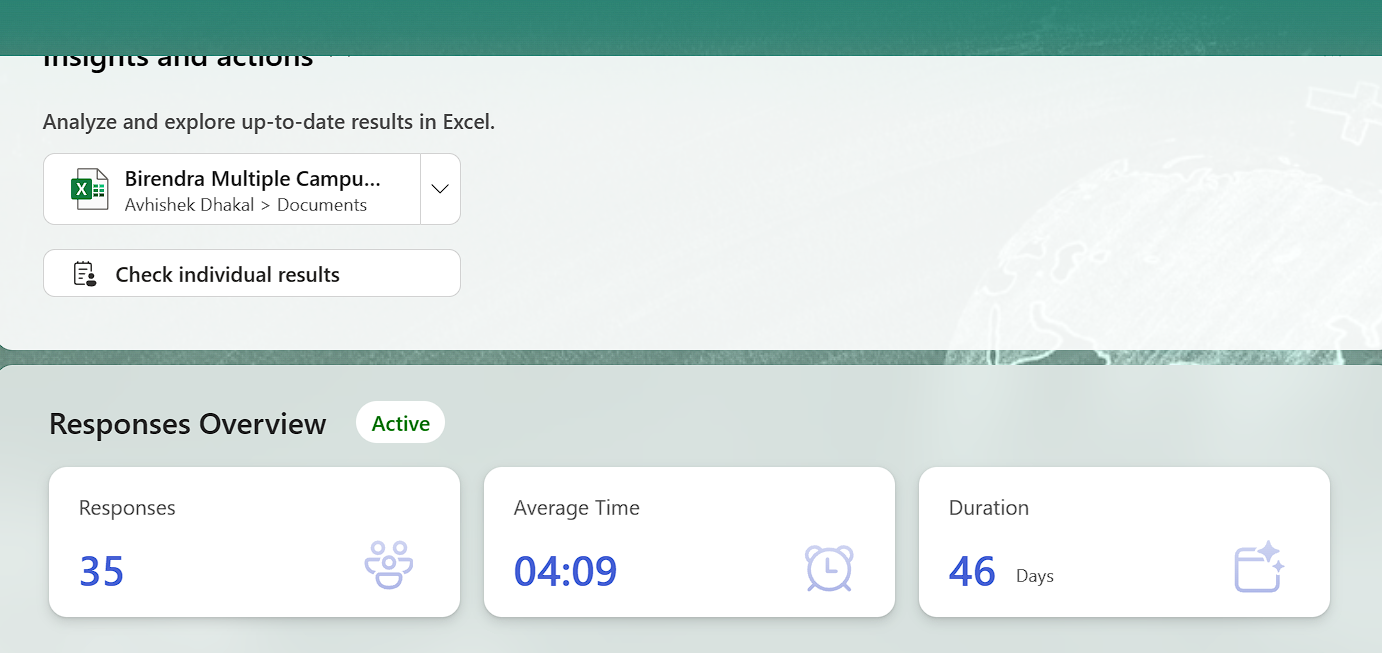 Insights and actions
Analyze and explore up-to-date results in Excel.
Birendra Multiple Campu...
Avhishek Dhakal > Documents
Check individual results
Responses Overview
Active
Responses
Average Time
Duration
35
04:09
46 Days